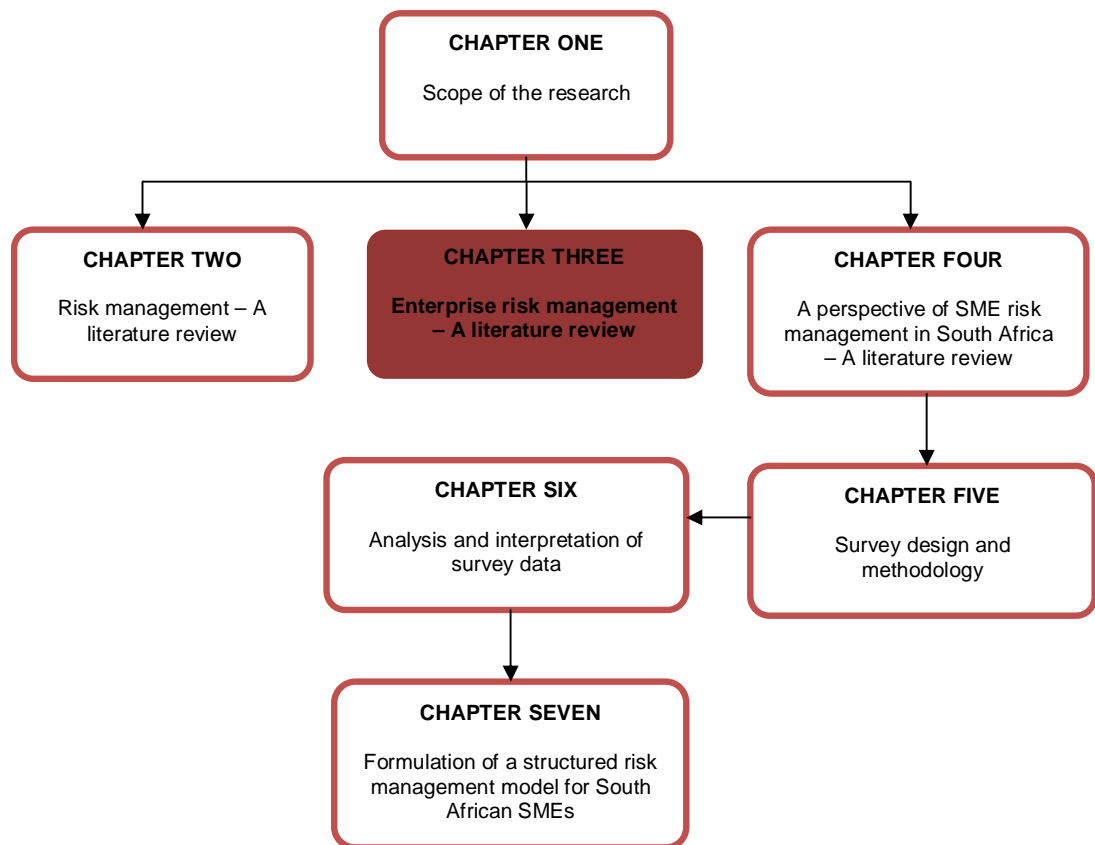 CHAPTER ONE
Scope of the research
CHAPTER TWO
Risk management – A
literature review
CHAPTER THREE
Enterprise risk management
– A literature review
CHAPTER FOUR
A perspective of SME risk
management in South Africa
– A literature review
CHAPTER FIVE
Survey design and
methodology
CHAPTER SIX
Analysis and interpretation of
survey data
CHAPTER SEVEN
Formulation of a structured risk
management model for South
African SMEs